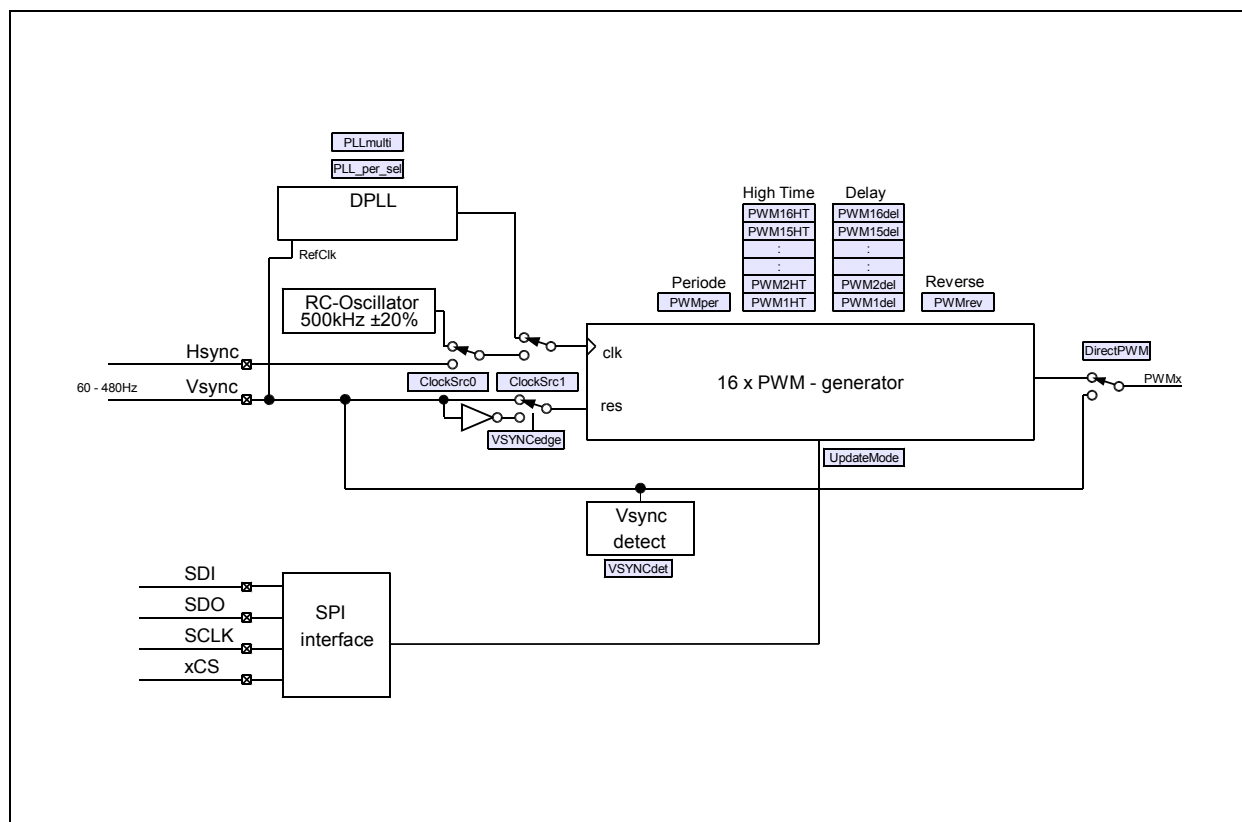 PLLmulti
PLL_per_sel
DPLL
RefClk
High Time
Delay
PWM16HT
PWM16del
PWM15HT
PWM15del
:
:
:
:
Periode
PWM2HT
PWM2del
Reverse
PWMper
PWM1HT
PWM1del
PWMrev
RC-Oscillator
500kHz ±20%
Hsync
clk
DirectPWM
60 - 480Hz
Vsync
ClockSrc0
ClockSrc1
16 x PWM - generator
PWMx
res
VSYNCedge
UpdateMode
Vsync
detect
VSYNCdet
SDI
SDO
SCLK
xCS
SPI
interface